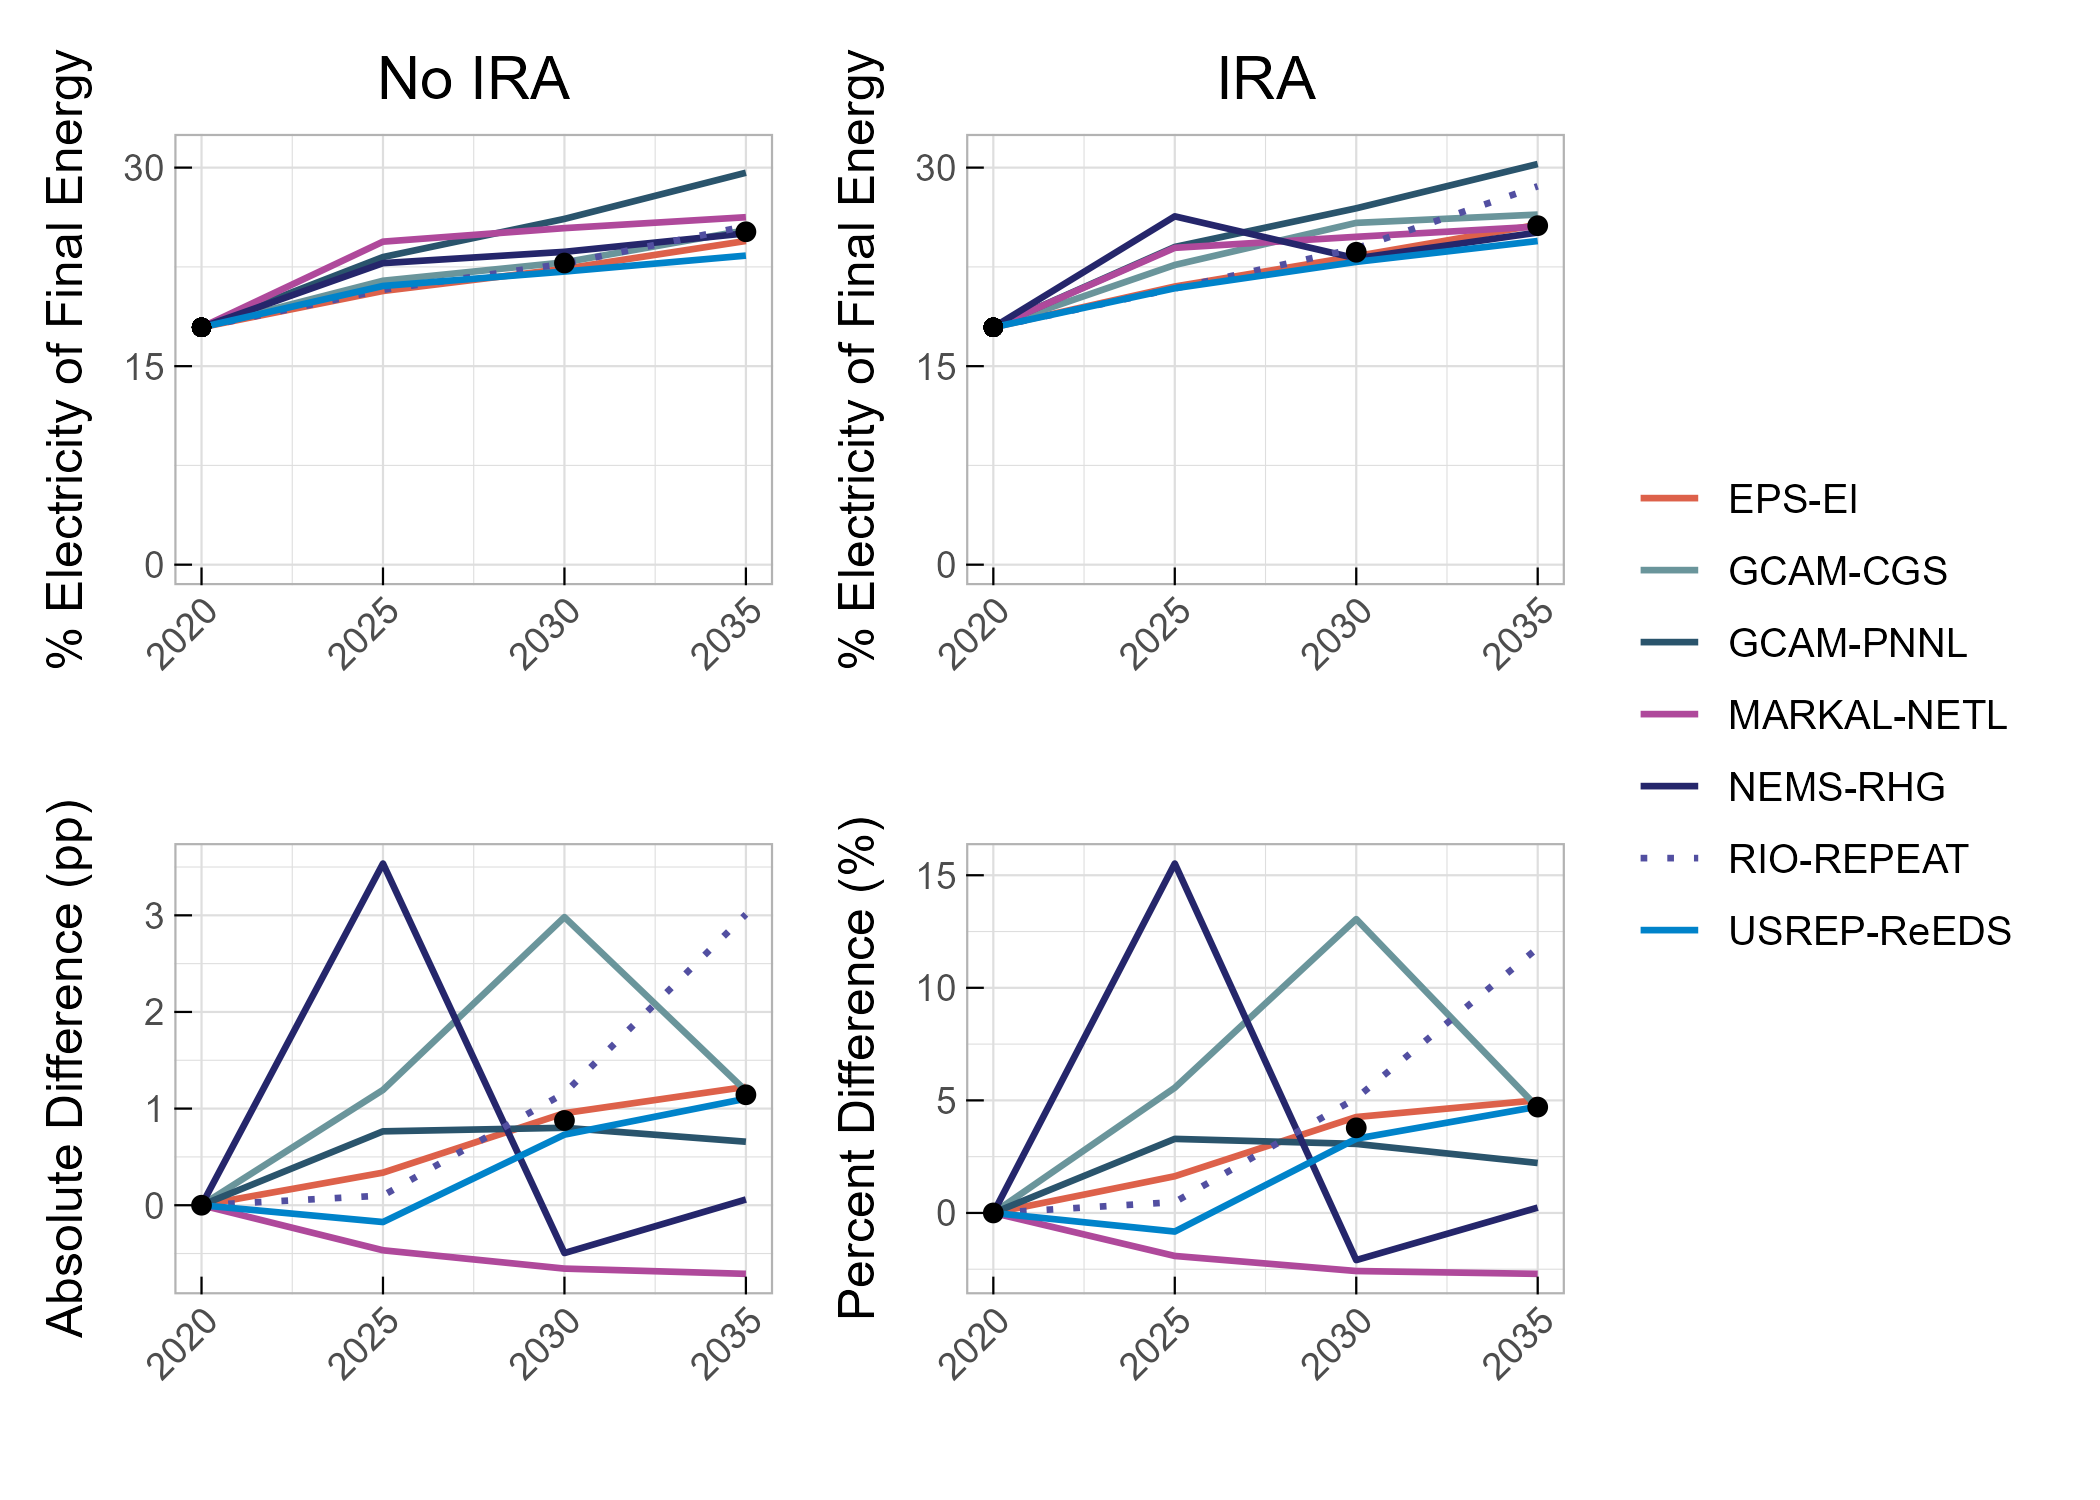 No IRA
% Electricity of Final Energy
30
15
0
2020
2025
2030
2035
IRA
% Electricity of Final Energy
30
15
0
2020
2025
2030
2035
Absolute Difference (pp)
3
2
1
0
2020
2025
2030
2035
Percent Difference (%)
15
10
5
0
2020
2025
2030
2035
EPS-EI
GCAM-CGS
GCAM-PNNL
MARKAL-NETL
NEMS-RHG
RIO-REPEAT
USREP-ReEDS